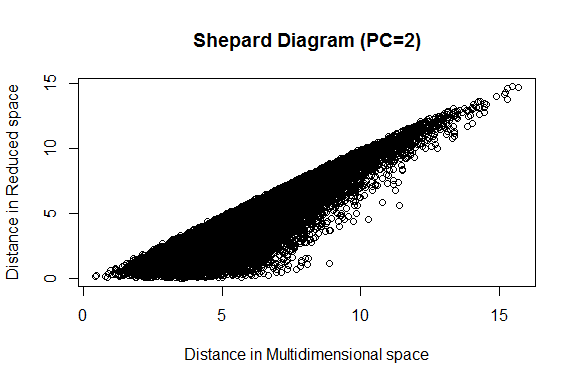 Shepard Diagram (PC=2)
Distance in Reduced space
15
10
5
0
0 5 10 15
Distance in Multidimensional space